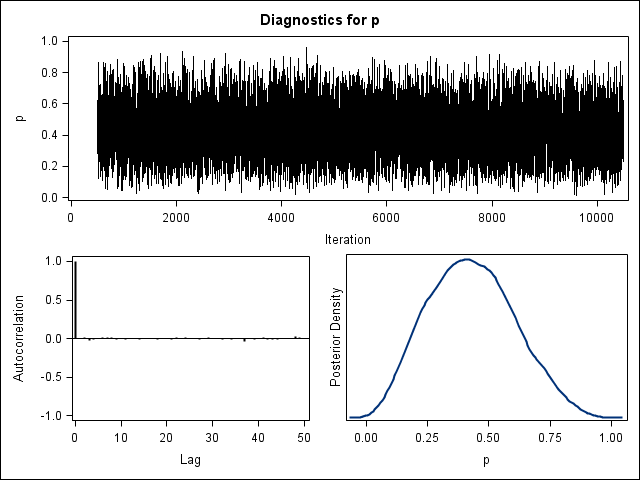 Diagnostics for p
1.0
0.8
0.6
0.4
0.2
0.0
p
0 2000 4000 6000 8000 10000
Iteration
1.0
0.5
0.0
-0.5
-1.0
Autocorrelation
0 10 20 30 40 50
Lag
Posterior Density
0.00 0.25 0.50 0.75 1.00
p